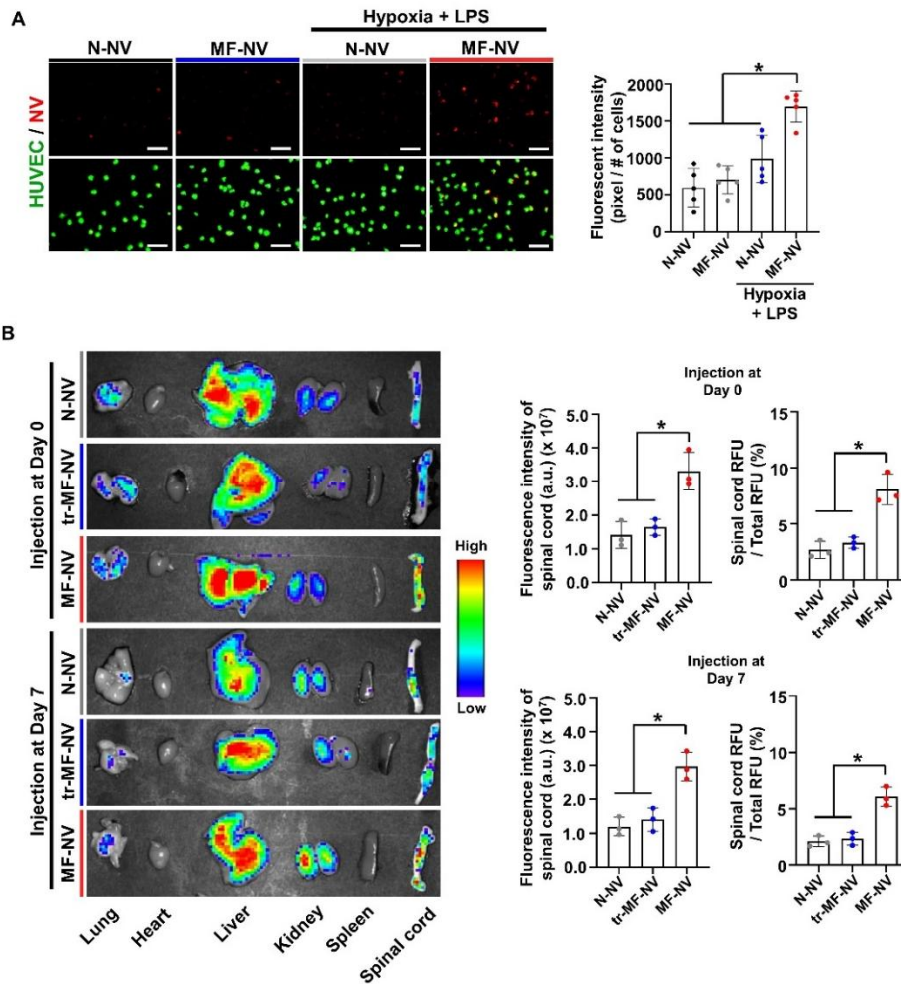 A
Hypoxia + LPS
N-NV
MF-NV
N-NV
MF-NV
HUVEC / NV
Fluorescent intensity
(pixel / # of cells)
2000
1500
1000
500
0
N-NV
MF-NV
N-NV
MF-NV
Hypoxia
+ LPS
B
Injection at Day 0
N-NV
tr-MF-NV
MF-NV
Injection at Day 7
N-NV
tr-MF-NV
MF-NV
Lung
Heart
Liver
Kidney
Spleen
Spinal cord
High
Low
Injection at
Day 0
Fluorescence intensity of
spinal cord (a.u.) (x 10⁷)
5.0
4.0
3.0
2.0
1.0
0.0
N-NV
tr-MF-NV
MF-NV
*
Spinal cord RFU
/ Total RFU (%)
15
10
5
0
N-NV
tr-MF-NV
MF-NV
*
Injection at
Day 7
Fluorescence intensity of
spinal cord (a.u.) (x 10⁷)
5.0
4.0
3.0
2.0
1.0
0.0
N-NV
tr-MF-NV
MF-NV
*
Spinal cord RFU
/ Total RFU (%)
15
10
5
0
N-NV
tr-MF-NV
MF-NV
*